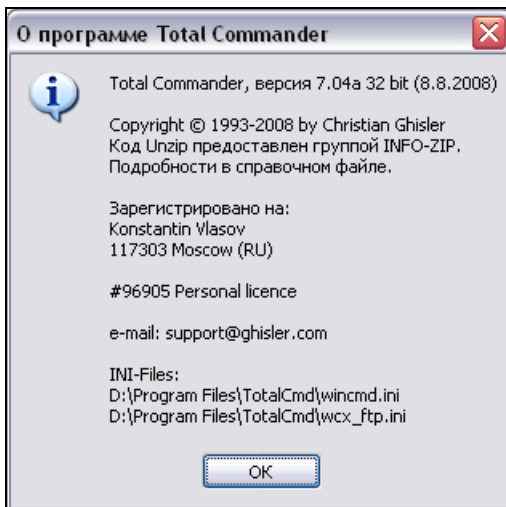 О программе Total Commander
Total Commander, версия 7.04a 32 bit (8.8.2008)
Copyright © 1993-2008 by Christian Ghisler
Код Unzip предоставлен группой INFO-ZIP.
Подробности в справочном файле.
Зарегистрировано на:
Konstantin Vlasov
117303 Moscow (RU)
#96905 Personal licence
e-mail: support@ghisler.com
INI-Files:
D:\Program Files\TotalCmd\wincmd.ini
D:\Program Files\TotalCmd\wcx_ftp.ini
OK